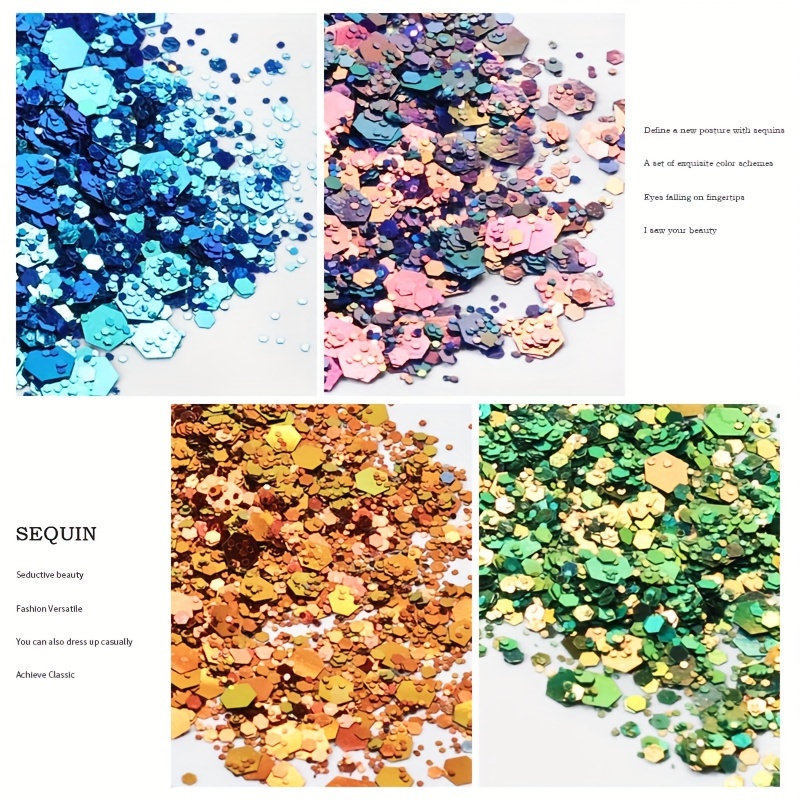 Define a new posture with sequins
A set of exquisite color schemes
Eyes falling on fingertips
I saw your beauty
SEQUIN
Seductive beauty
Fashion Versatile
You can also dress up casually
Achieve Classic